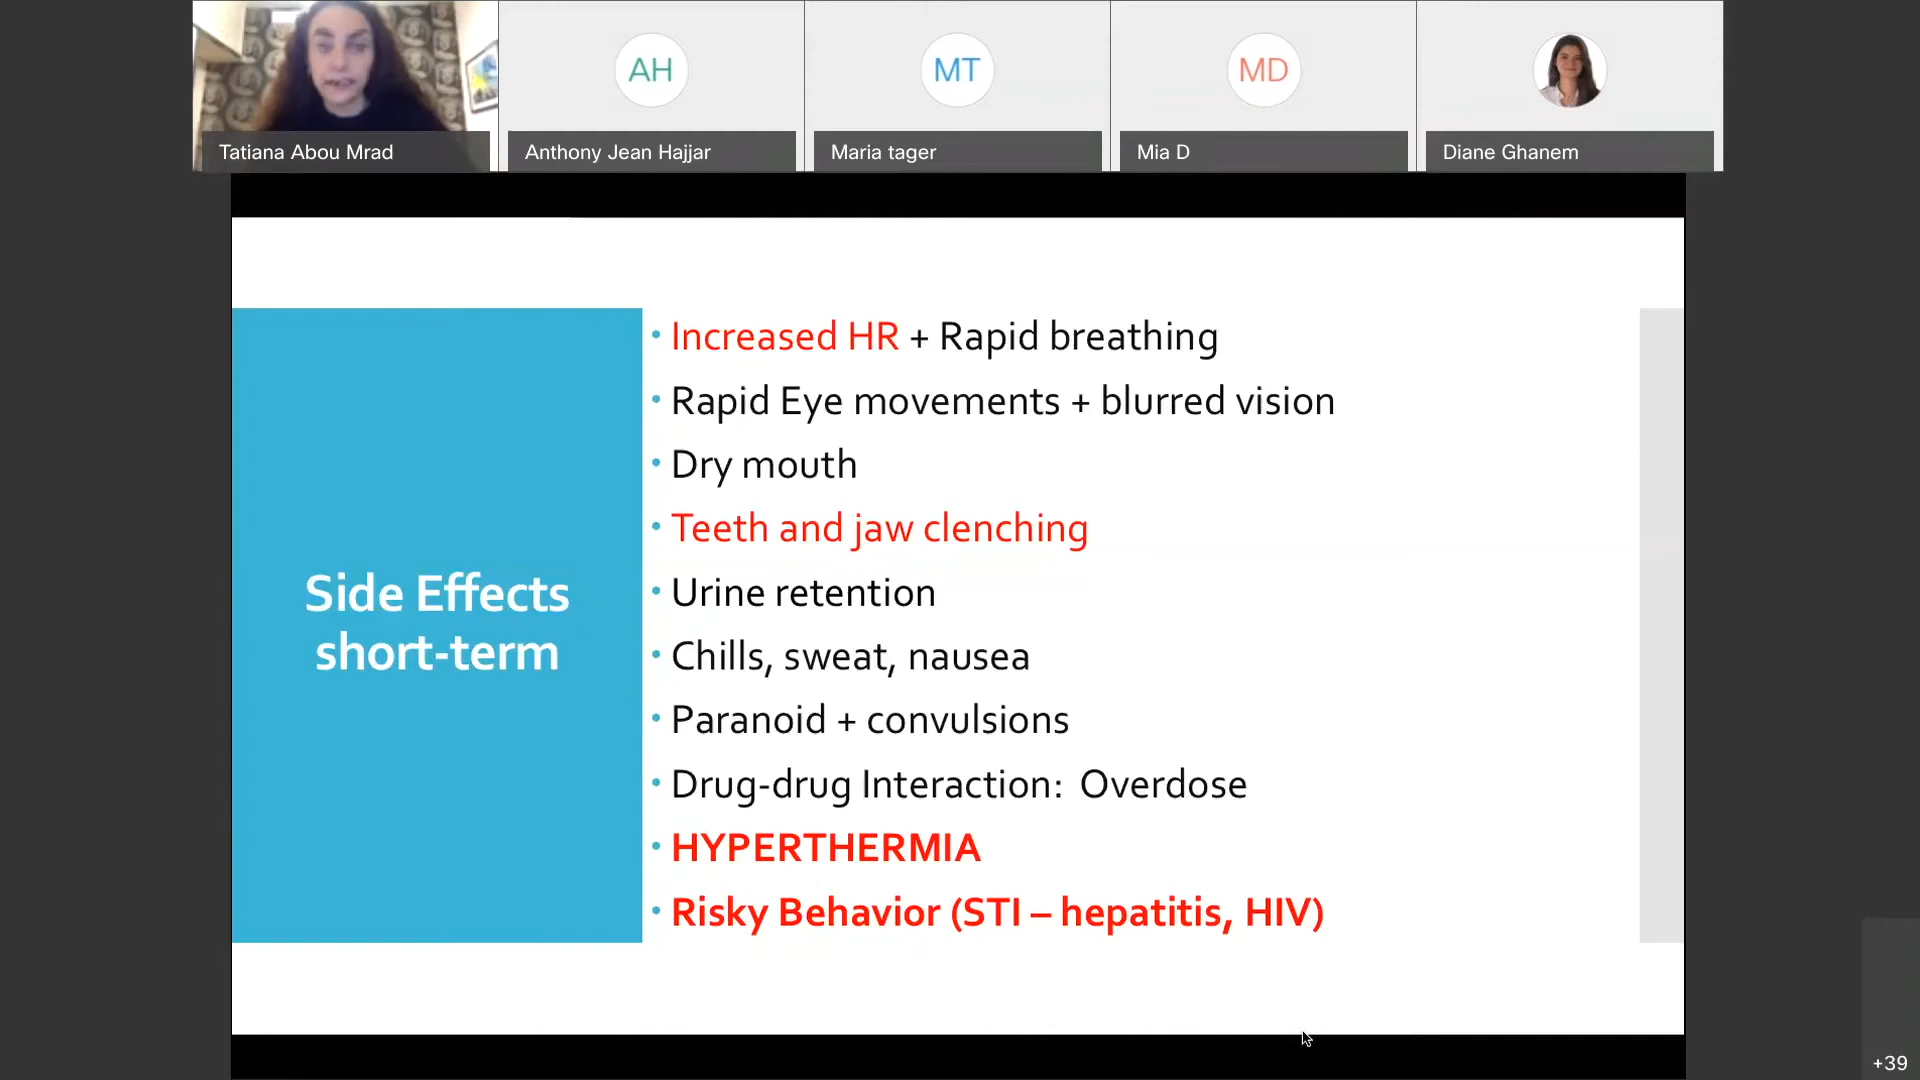 AH
MT
MD
Tatiana Abou Mrad
Anthony Jean Hajjar
Maria tager
Mia D
Diane Ghanem
Side Effects
short-term
• Increased HR + Rapid breathing
• Rapid Eye movements + blurred vision
• Dry mouth
• Teeth and jaw clenching
• Urine retention
• Chills, sweat, nausea
• Paranoid + convulsions
• Drug-drug Interaction: Overdose
• HYPERTHERMIA
• Risky Behavior (STI – hepatitis, HIV)
+39